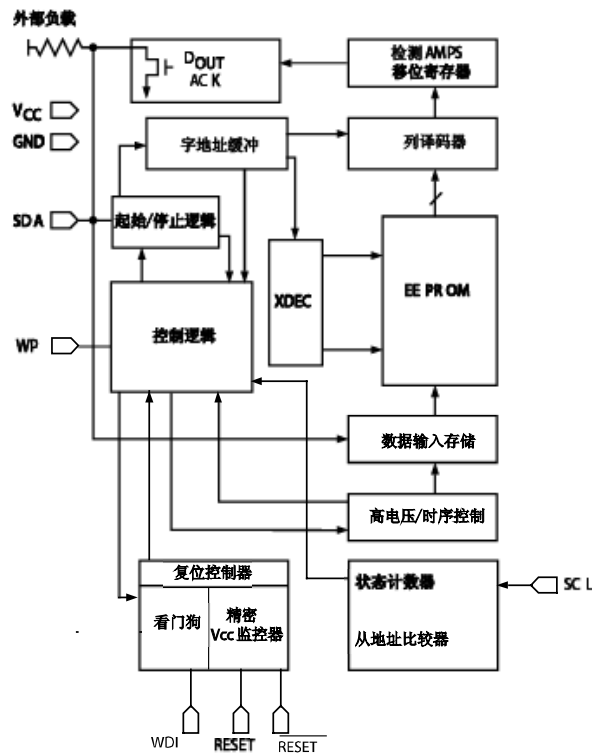 外部负载
DOUT
ACK
检测AMPS
移位寄存器
VCC
GND
字地址缓冲
列译码器
SDA
起始/停止逻辑
XDEC
EEPROM
WP
控制逻辑
数据输入存储
高电压/时序控制
复位控制器
看门狗
精密
Vcc监控器
状态计数器
从地址比较器
SCL
WDI
RESET
RESET